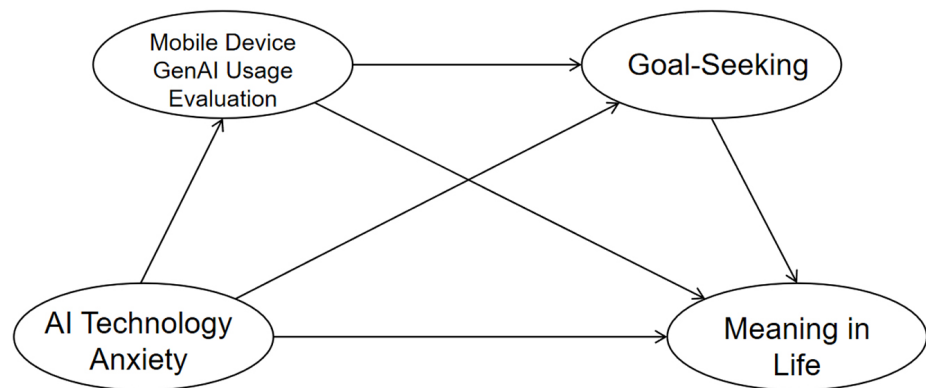 Mobile Device
GenAI Usage
Evaluation
Goal-Seeking
AI Technology
Anxiety
Meaning in
Life